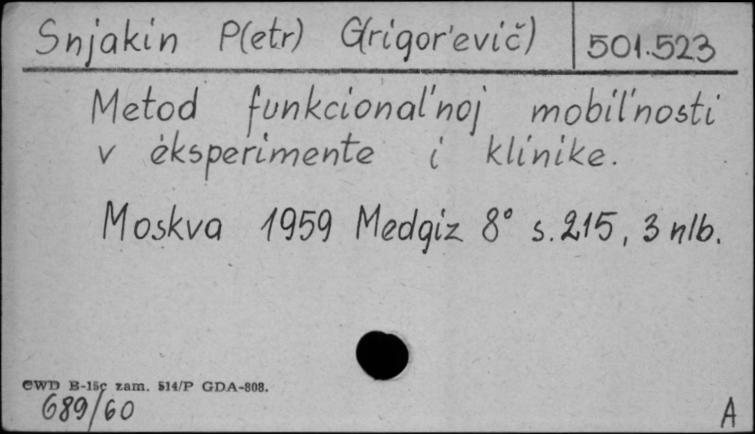 Snjakin P(etr) G(rigor'evič) 501.523
Metod funkcional'noj mobil'nosti
v èksperimente i klinike.
Moskva 1959 Medgiz 8° s. 215, 3 nlb.
CWD B-15c zam. 514/P GDA-808.
689/60 A